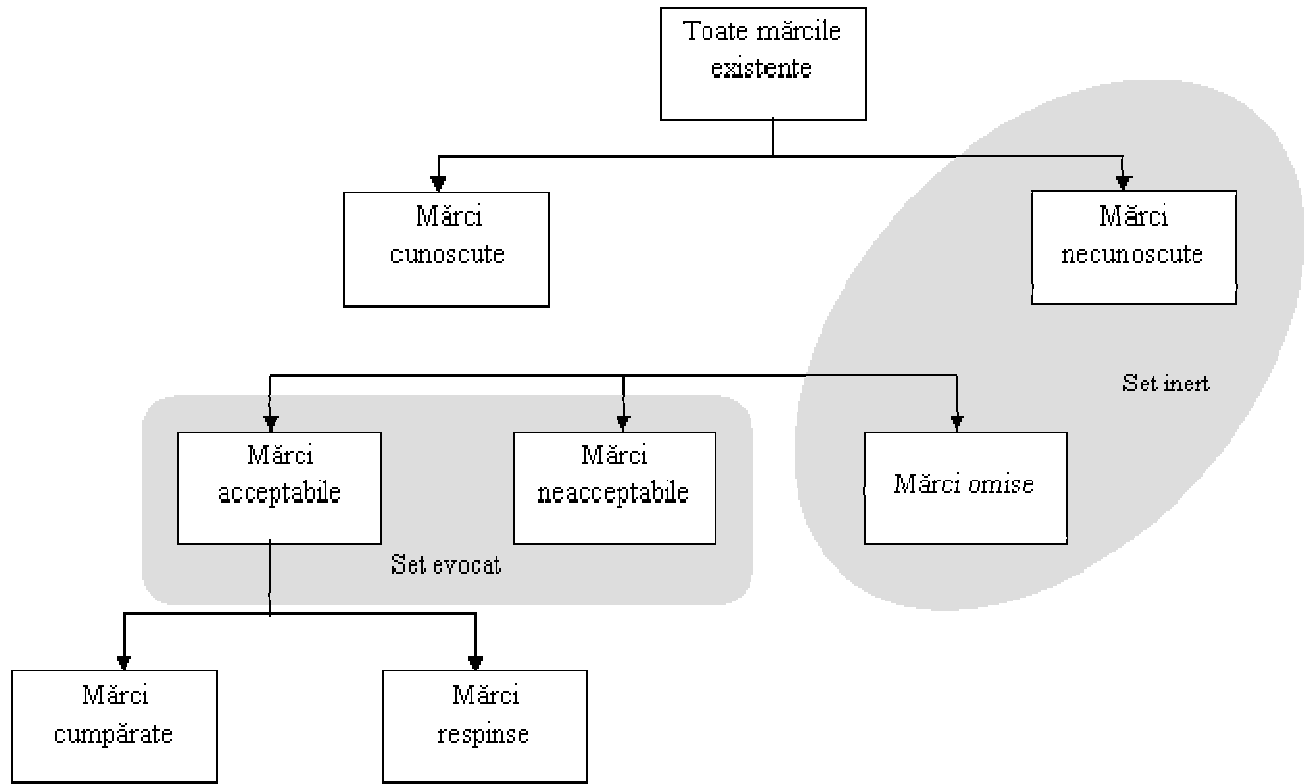 Toate mărcile
existente
Mărci
cunoscute
Mărci
necunoscute
Set inert
Mărci
acceptabile
Mărci
neacceptabile
Mărci omise
Set evocat
Mărci
cumpărate
Mărci
respinse